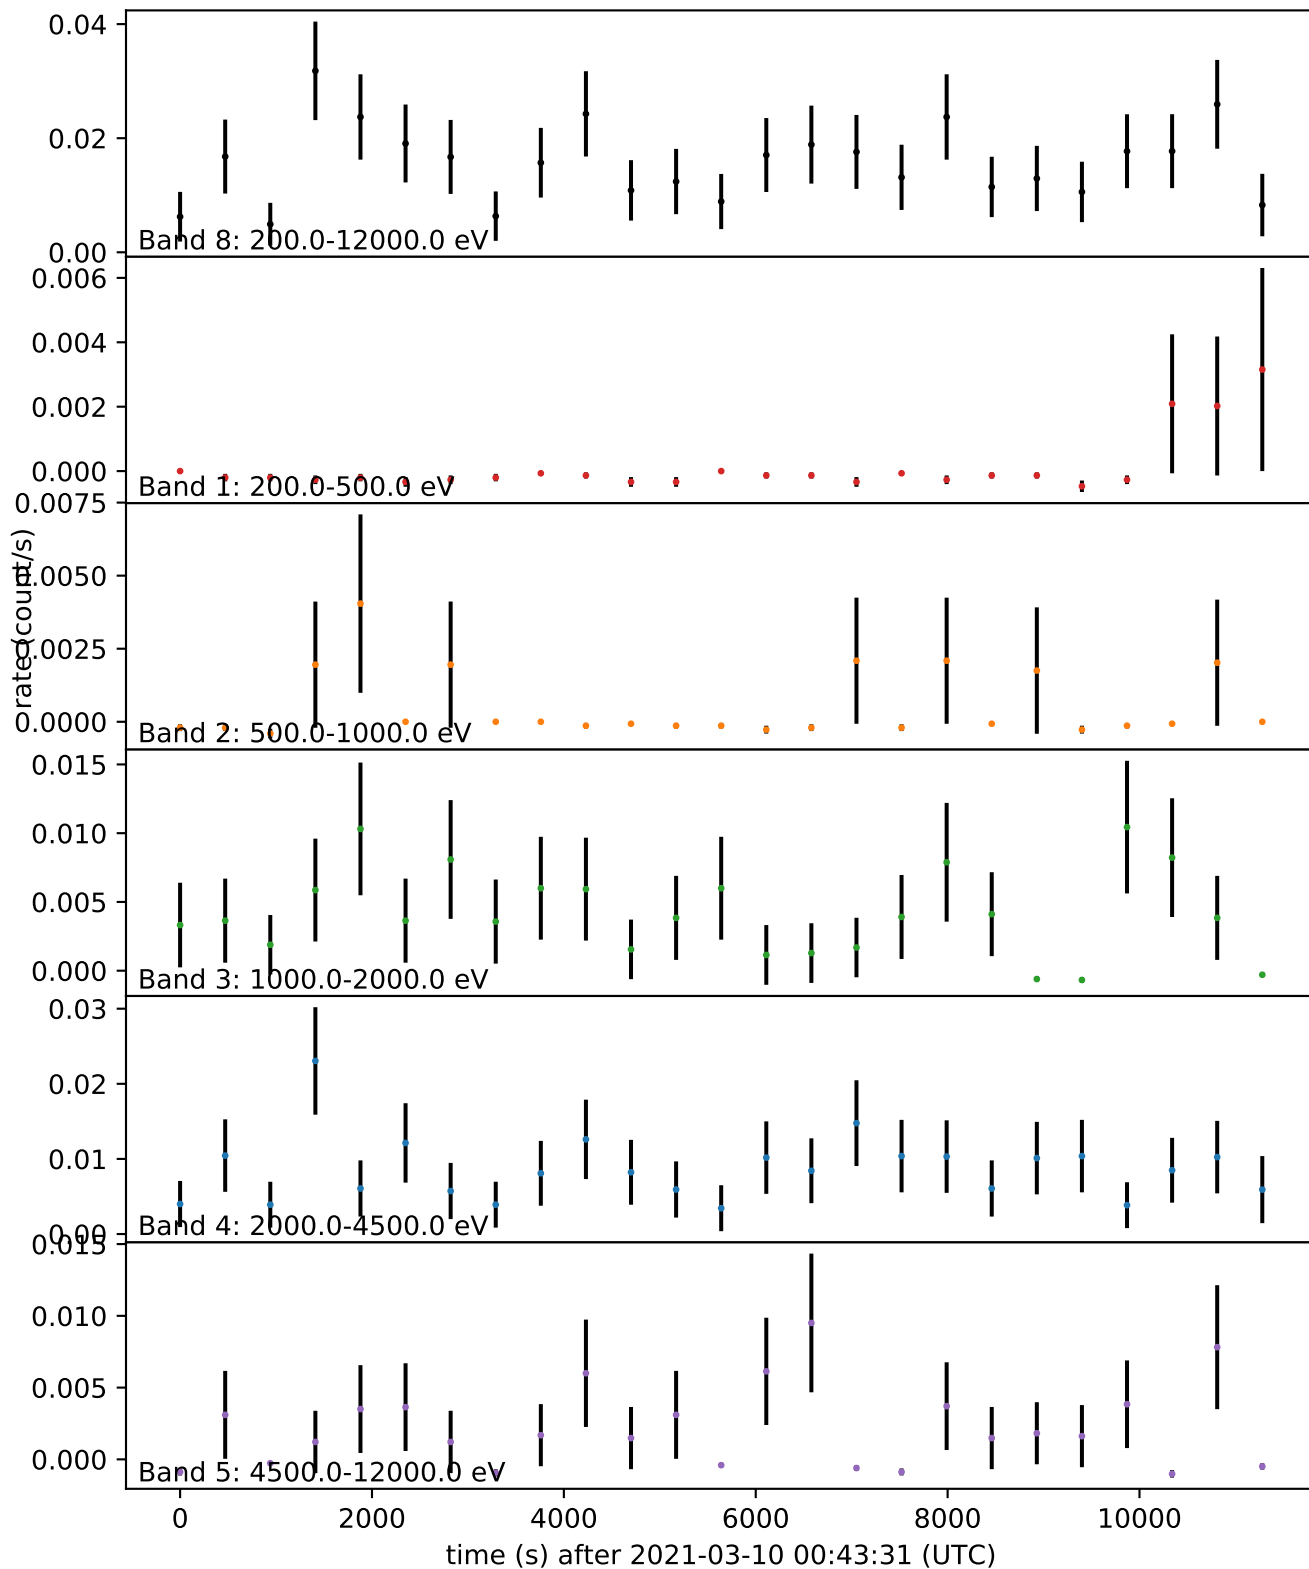 0.04
0.02
0.00
Band 8: 200.0-12000.0 eV
0.006
0.004
0.002
0.000
Band 1: 200.0-500.0 eV
rate (count/s)
0.0075
0.0050
0.0025
0.0000
Band 2: 500.0-1000.0 eV
0.015
0.010
0.005
0.000
Band 3: 1000.0-2000.0 eV
0.03
0.02
0.01
0.00
Band 4: 2000.0-4500.0 eV
0.015
0.010
0.005
0.000
Band 5: 4500.0-12000.0 eV
0 2000 4000 6000 8000 10000
time (s) after 2021-03-10 00:43:31 (UTC)